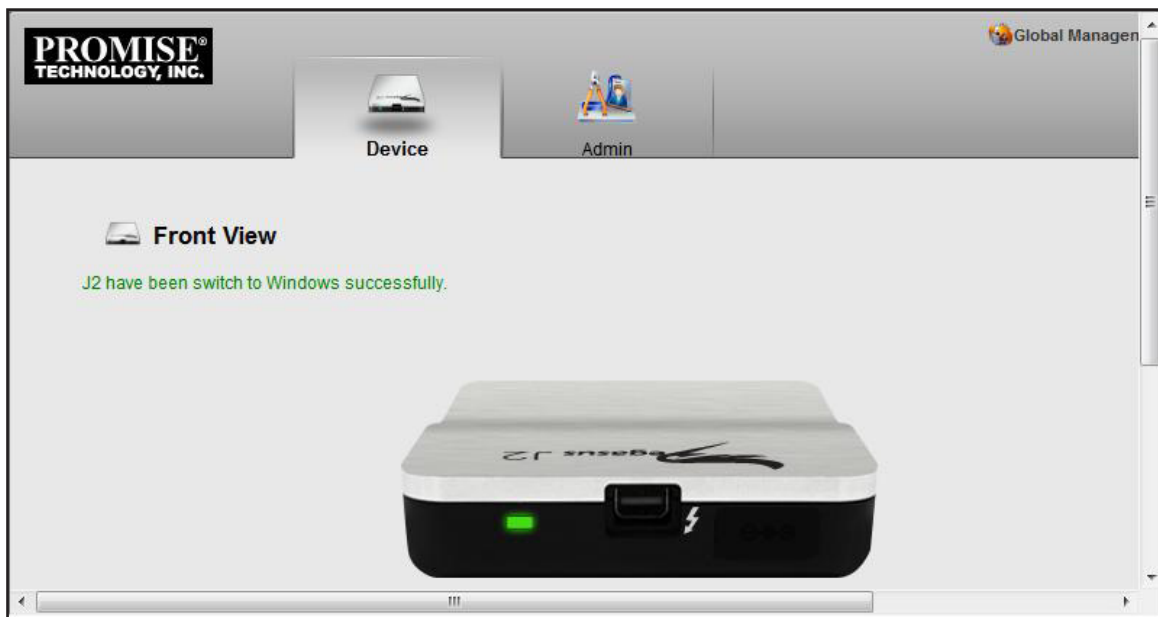 PROMISE®
TECHNOLOGY, INC.
Global Managen
Device
Admin
Front View
J2 have been switch to Windows successfully.
Pegasus J2